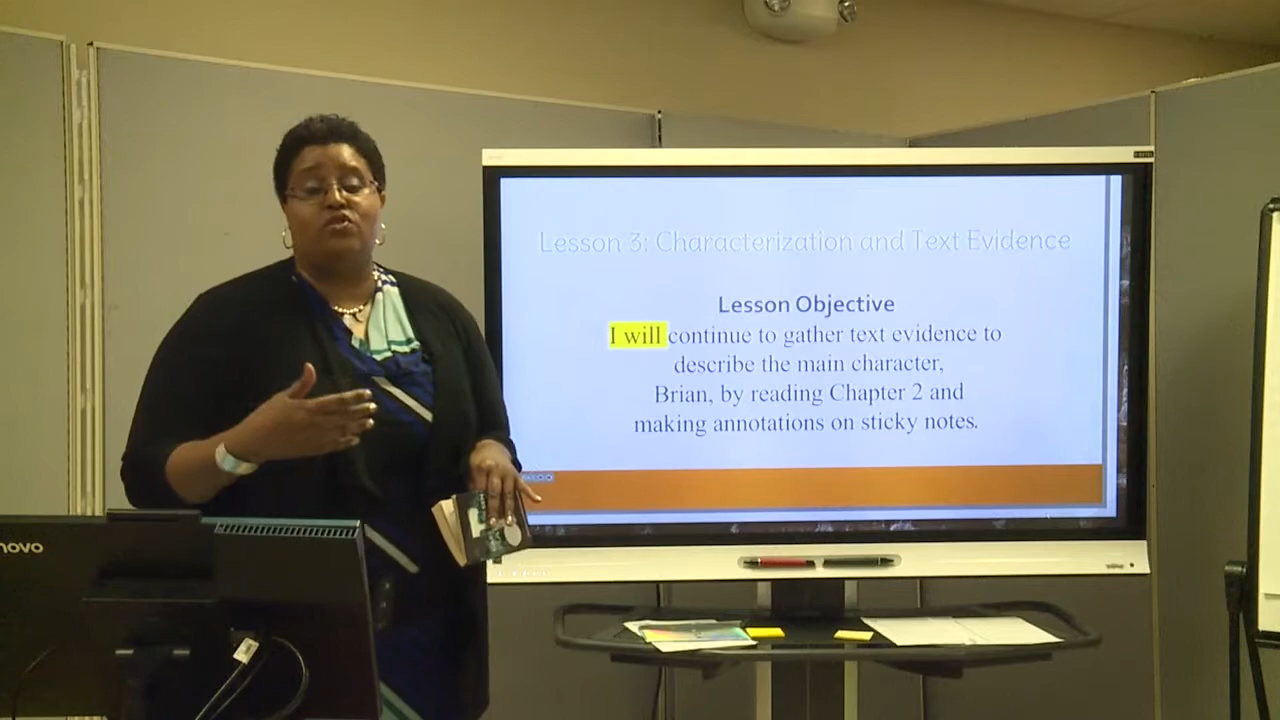 Lesson 3: Characterization and Text Evidence
Lesson Objective
I will continue to gather text evidence to
describe the main character,
Brian, by reading Chapter 2 and
making annotations on sticky notes.
novo